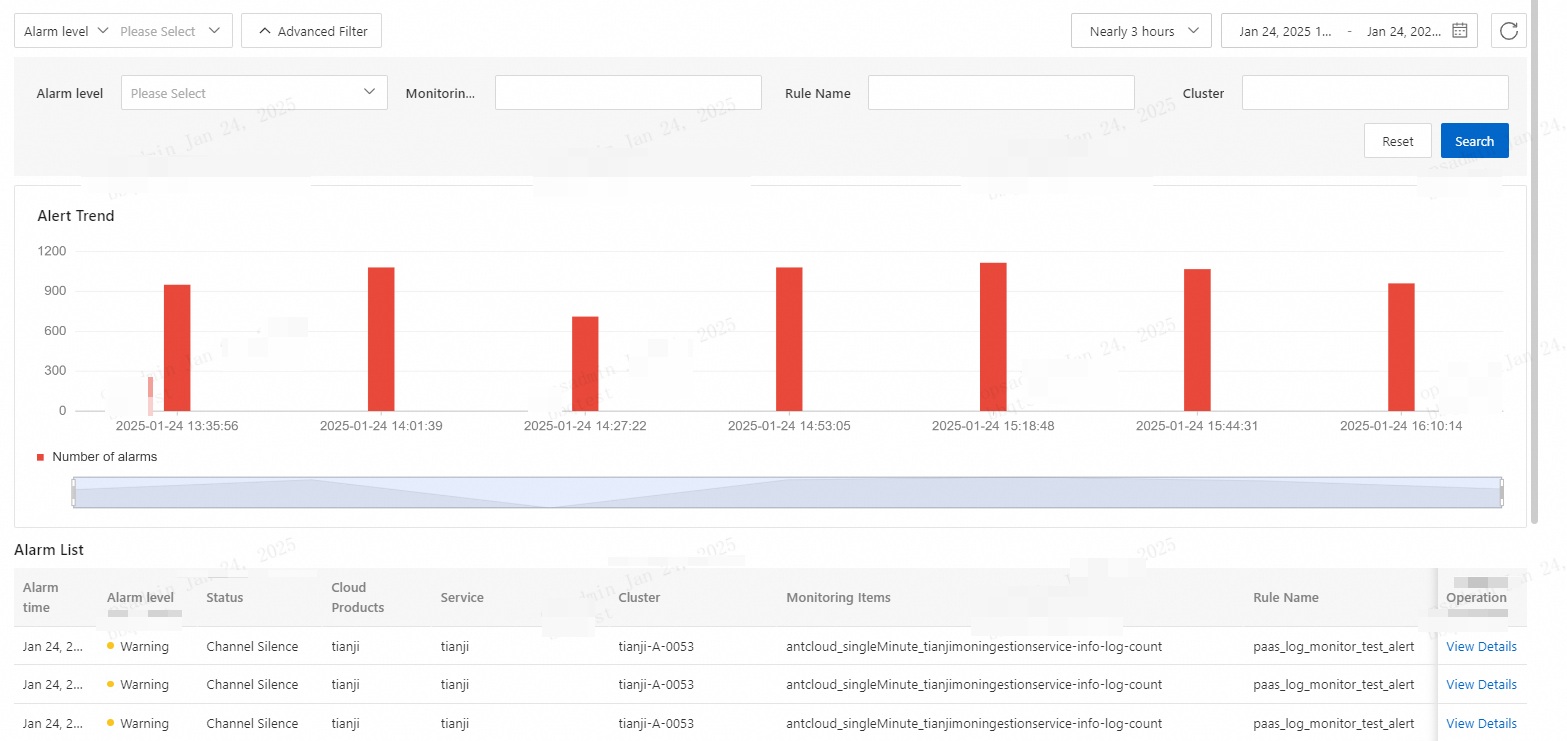 Alarm level Please Select Advanced Filter Nearly 3 hours Jan 24, 2025 1... - Jan 24, 202...
Alarm level Please Select Monitorin... Rule Name Cluster
Reset Search
Alert Trend
1200
900
600
300
0
2025-01-24 13:35:56 2025-01-24 14:01:39 2025-01-24 14:27:22 2025-01-24 14:53:05 2025-01-24 15:18:48 2025-01-24 15:44:31 2025-01-24 16:10:14
Number of alarms
Alarm List
Alarm time Alarm level Status Cloud Products Service Cluster Monitoring Items Rule Name Operation
Jan 24, 2... Warning Channel Silence tianji tianji tianji-A-0053 antcloud_singleMinute_tianjimoningestionservice-info-log-count paas_log_monitor_test_alert View Details
Jan 24, 2... Warning Channel Silence tianji tianji tianji-A-0053 antcloud_singleMinute_tianjimoningestionservice-info-log-count paas_log_monitor_test_alert View Details
Jan 24, 2... Warning Channel Silence tianji tianji tianji-A-0053 antcloud_singleMinute_tianjimoningestionservice-info-log-count paas_log_monitor_test_alert View Details